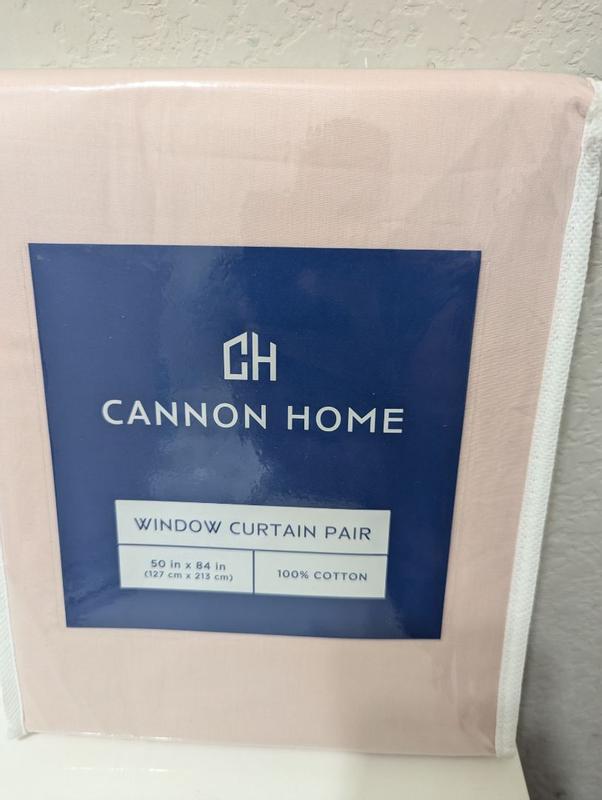 CH
CANNON HOME
WINDOW CURTAIN PAIR
50 in x 84 in
(127 cm x 213 cm)
100% COTTON